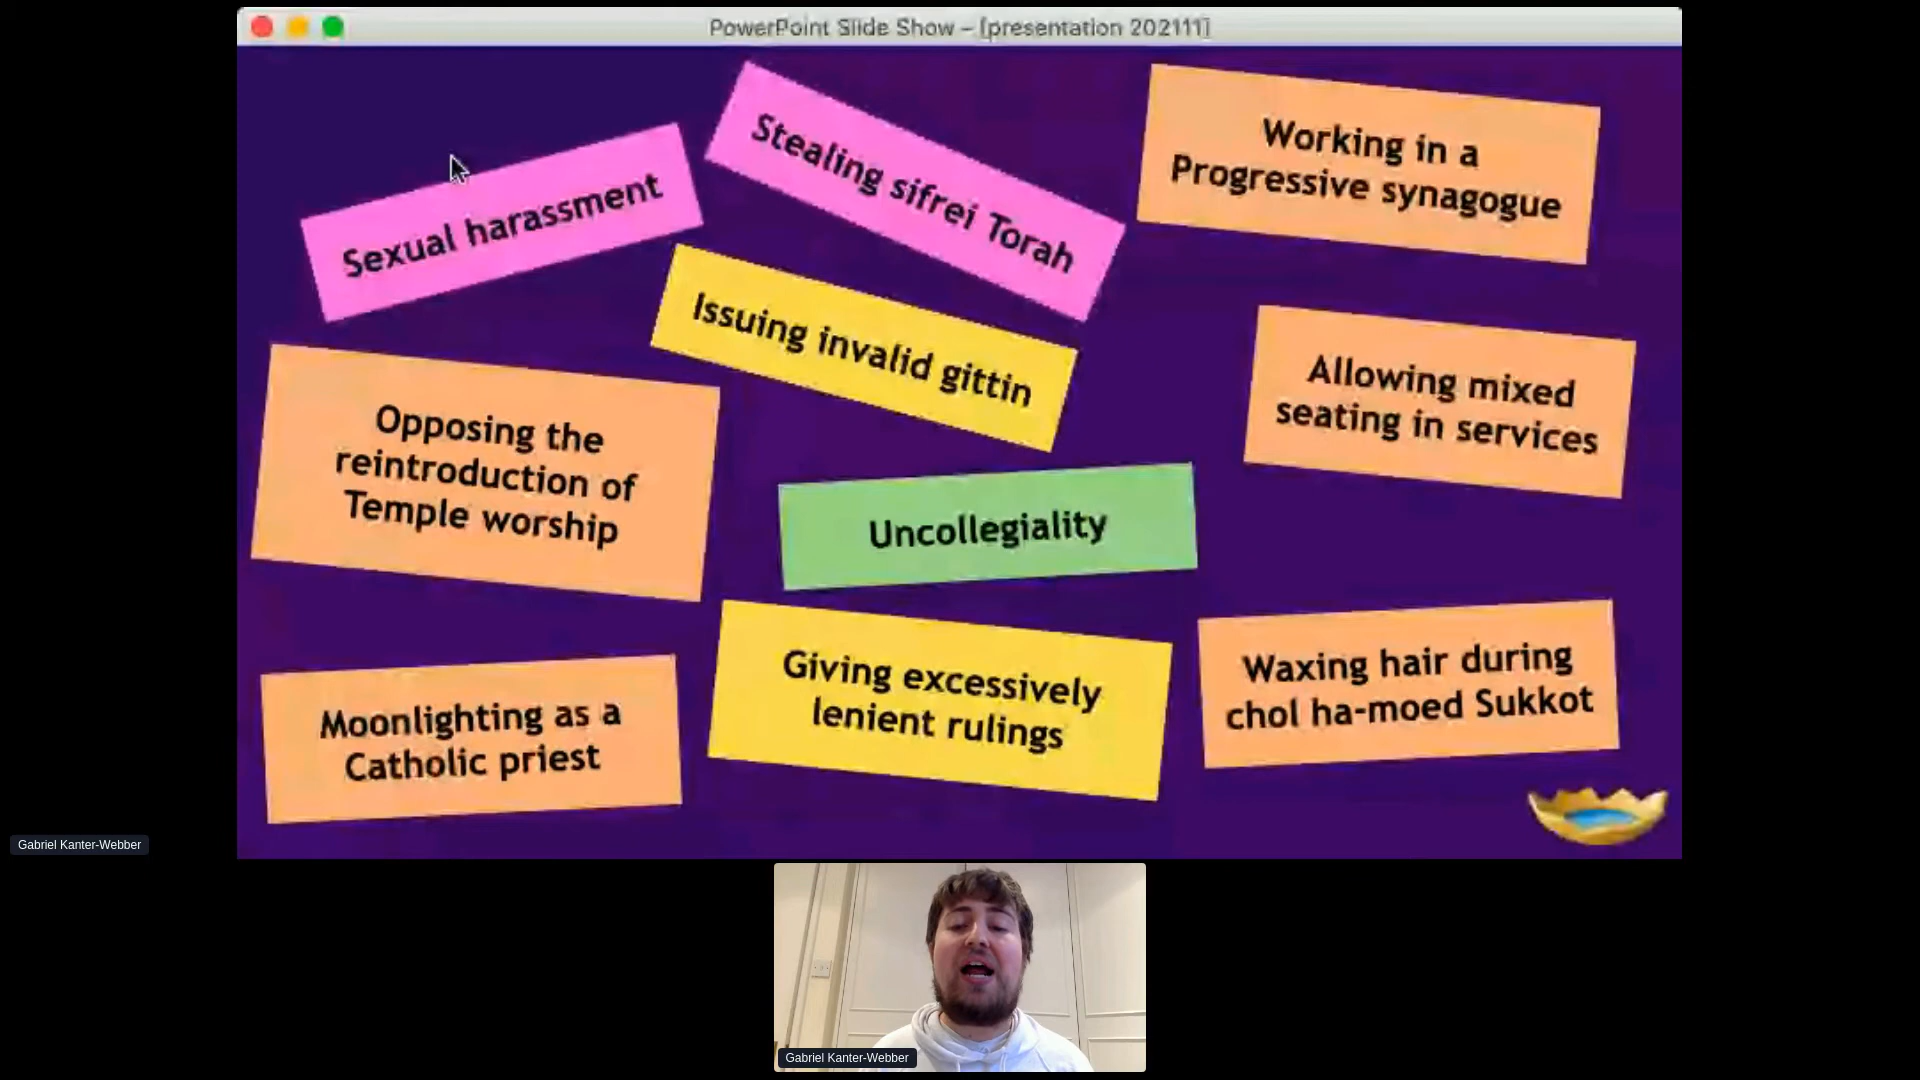 PowerPoint Slide Show – [presentation 202111]
Stealing sifrei Torah
Working in a
Progressive synagogue
Sexual harassment
Issuing invalid gittin
Allowing mixed
seating in services
Opposing the
reintroduction of
Temple worship
Uncollegiality
Giving excessively
lenient rulings
Waxing hair during
chol ha-moed Sukkot
Moonlighting as a
Catholic priest
Gabriel Kanter-Webber
Gabriel Kanter-Webber